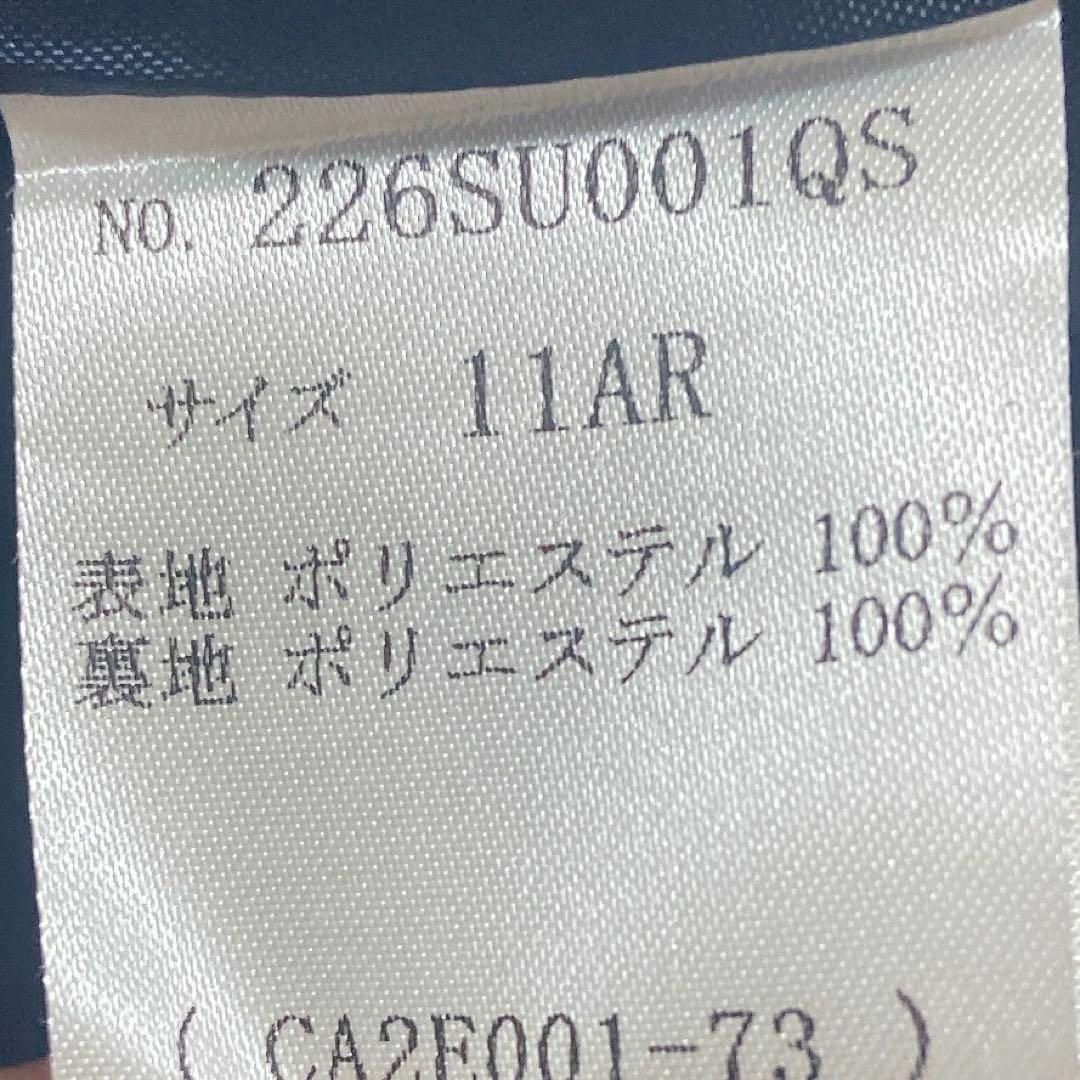 NO. 226SU001QS
サイズ 11AR
表地 ポリエステル 100%
裏地 ポリエステル 100%
( CA2E001-73 )